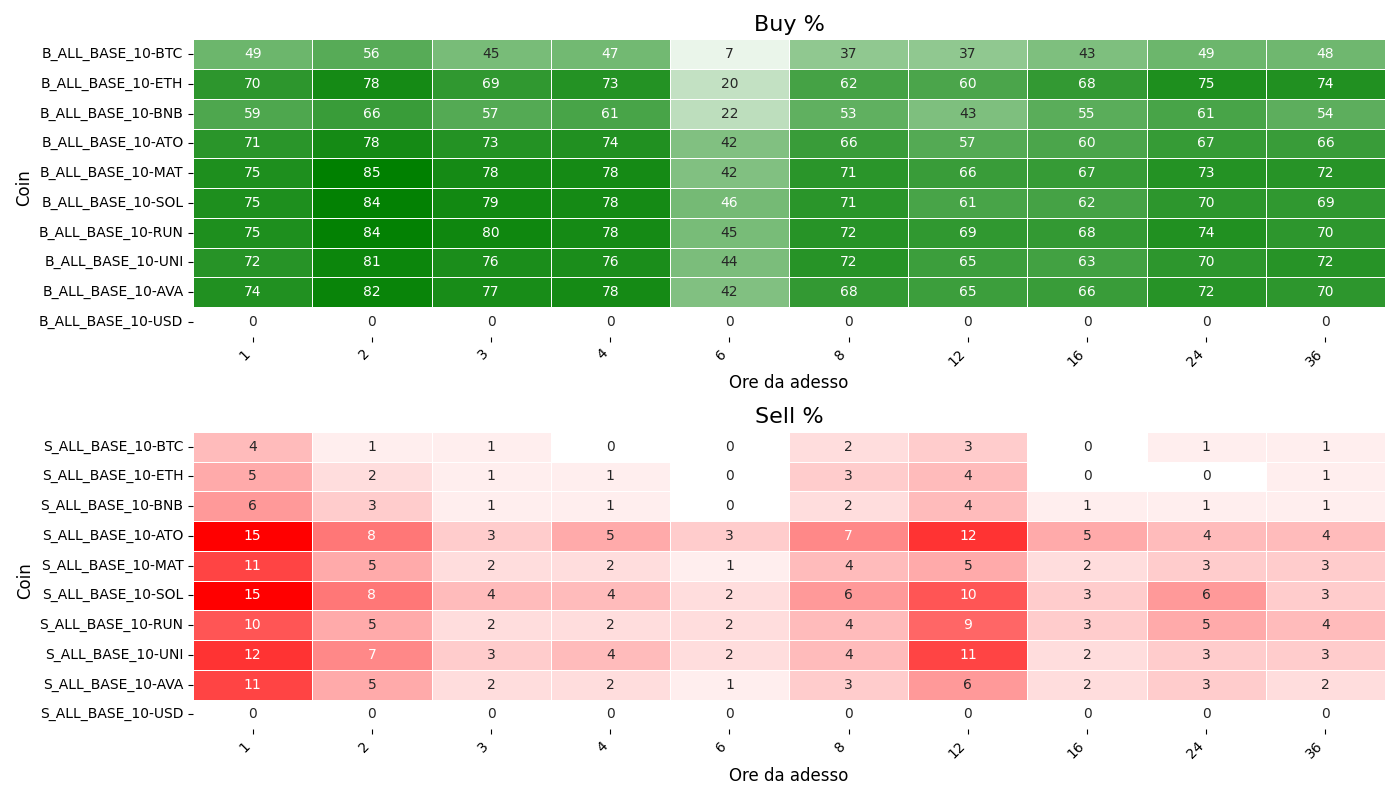 Buy %
Coin
B_ALL_BASE_10-BTC 49 56 45 47 7 37 37 43 49 48
B_ALL_BASE_10-ETH 70 78 69 73 20 62 60 68 75 74
B_ALL_BASE_10-BNB 59 66 57 61 22 53 43 55 61 54
B_ALL_BASE_10-ATO 71 78 73 74 42 66 57 60 67 66
B_ALL_BASE_10-MAT 75 85 78 78 42 71 66 67 73 72
B_ALL_BASE_10-SOL 75 84 79 78 46 71 61 62 70 69
B_ALL_BASE_10-RUN 75 84 80 78 45 72 69 68 74 70
B_ALL_BASE_10-UNI 72 81 76 76 44 72 65 63 70 72
B_ALL_BASE_10-AVA 74 82 77 78 42 68 65 66 72 70
B_ALL_BASE_10-USD 0 0 0 0 0 0 0 0 0 0
1 2 3 4 6 8 12 16 24 36
Ore da adesso
Sell %
Coin
S_ALL_BASE_10-BTC 4 1 1 0 0 2 3 0 1 1
S_ALL_BASE_10-ETH 5 2 1 1 0 3 4 0 0 1
S_ALL_BASE_10-BNB 6 3 1 1 0 2 4 1 1 1
S_ALL_BASE_10-ATO 15 8 3 5 3 7 12 5 4 4
S_ALL_BASE_10-MAT 11 5 2 2 1 4 5 2 3 3
S_ALL_BASE_10-SOL 15 8 4 4 2 6 10 3 6 3
S_ALL_BASE_10-RUN 10 5 2 2 2 4 9 3 5 4
S_ALL_BASE_10-UNI 12 7 3 4 2 4 11 2 3 3
S_ALL_BASE_10-AVA 11 5 2 2 1 3 6 2 3 2
S_ALL_BASE_10-USD 0 0 0 0 0 0 0 0 0 0
1 2 3 4 6 8 12 16 24 36
Ore da adesso